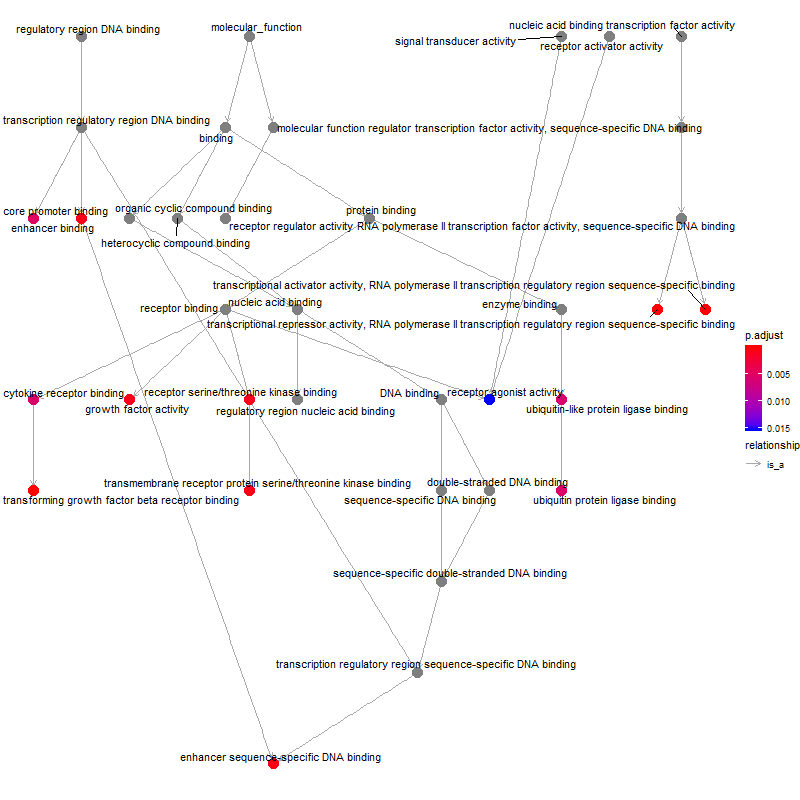 nucleic acid binding transcription factor activity
regulatory region DNA binding
molecular_function
signal transducer activity
receptor activator activity
transcription regulatory region DNA binding
binding
molecular function regulator
transcription factor activity, sequence-specific DNA binding
core promoter binding
enhancer binding
organic cyclic compound binding
heterocyclic compound binding
protein binding
receptor regulator activity
RNA polymerase II transcription factor activity, sequence-specific DNA binding
transcriptional activator activity, RNA polymerase II transcription regulatory region sequence-specific binding
receptor binding
nucleic acid binding
enzyme binding
transcriptional repressor activity, RNA polymerase II transcription regulatory region sequence-specific binding
p.adjust
0.005
0.010
0.015
relationship
is_a
cytokine receptor binding
receptor serine/threonine kinase binding
DNA binding
receptor agonist activity
growth factor activity
regulatory region nucleic acid binding
ubiquitin-like protein ligase binding
transmembrane receptor protein serine/threonine kinase binding
double-stranded DNA binding
transforming growth factor beta receptor binding
sequence-specific DNA binding
ubiquitin protein ligase binding
sequence-specific double-stranded DNA binding
transcription regulatory region sequence-specific DNA binding
enhancer sequence-specific DNA binding